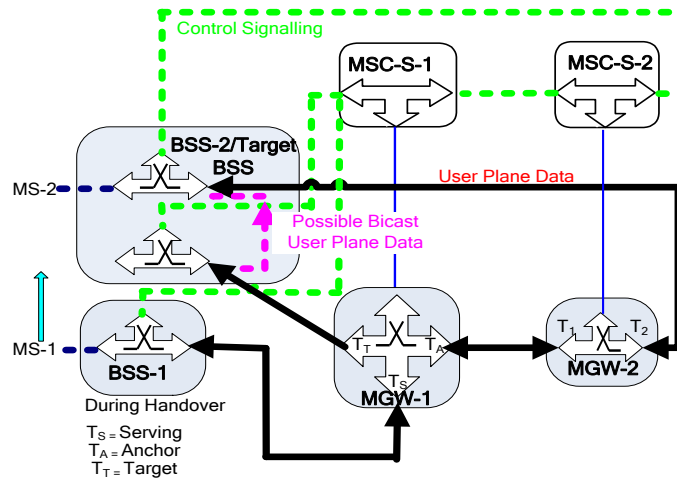 Control Signalling
MSC-S-1
MSC-S-2
BSS-2/Target
BSS
MS-2
User Plane Data
Possible Bicast
User Plane Data
MS-1
BSS-1
TT
TA
TS
MGW-1
T1
T2
MGW-2
During Handover
TS = Serving
TA = Anchor
TT = Target